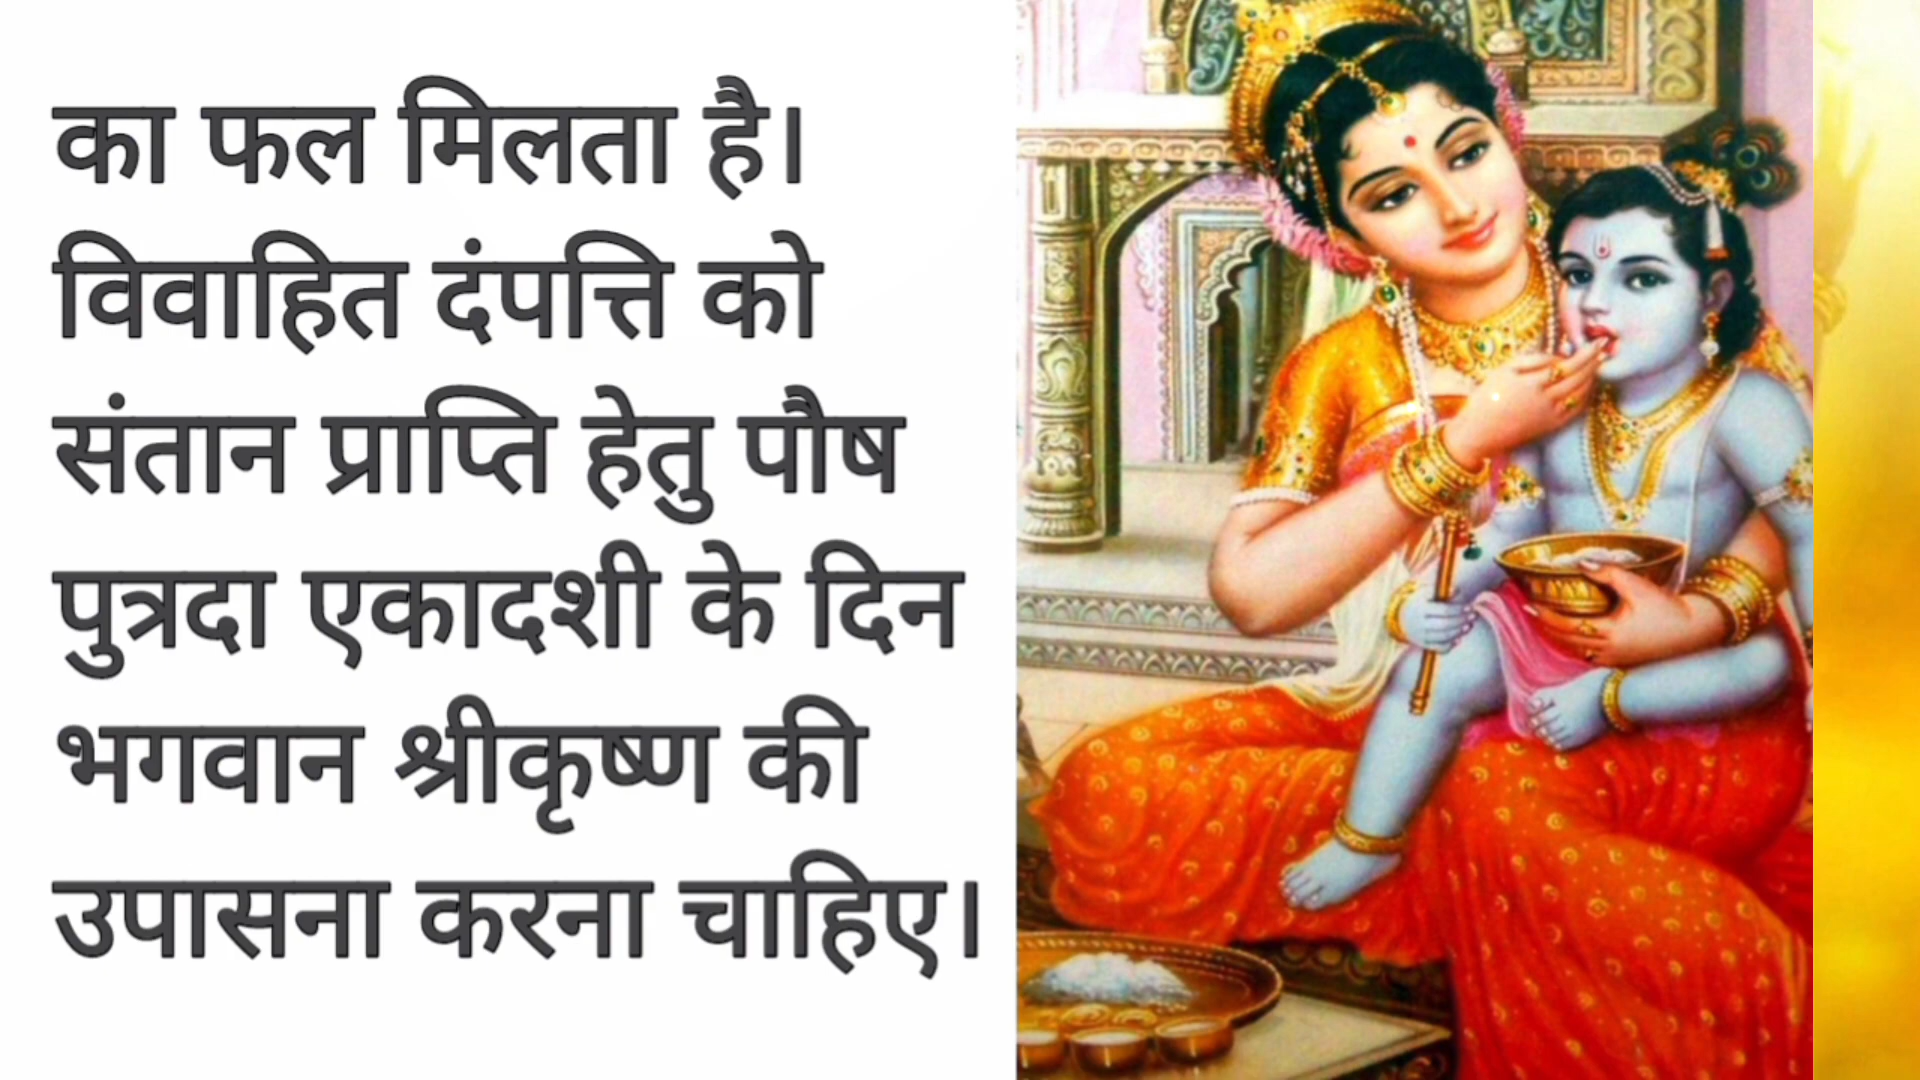 का फल मिलता है।
विवाहित दंपत्ति को
संतान प्राप्ति हेतु पौष
पुत्रदा एकादशी के दिन
भगवान श्रीकृष्ण की
उपासना करना चाहिए।